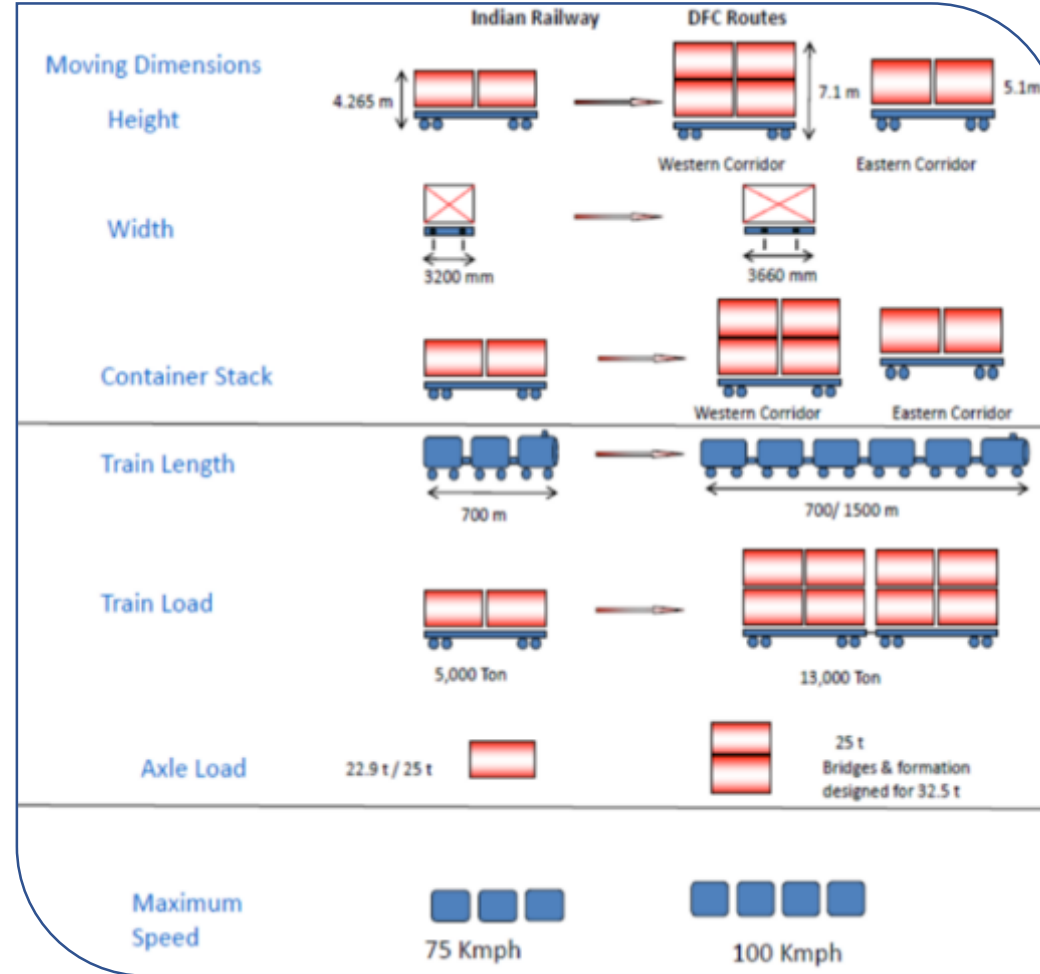 Indian Railway DFC Routes
Moving Dimensions
Height
4.265 m
7.1 m
5.1m
Western Corridor Eastern Corridor
Width
3200 mm 3660 mm
Container Stack
Western Corridor Eastern Corridor
Train Length
700 m 700/ 1500 m
Train Load
5,000 Ton 13,000 Ton
Axle Load
22.9 t / 25 t
25 t
Bridges & formation
designed for 32.5 t
Maximum
Speed
75 Kmph 100 Kmph